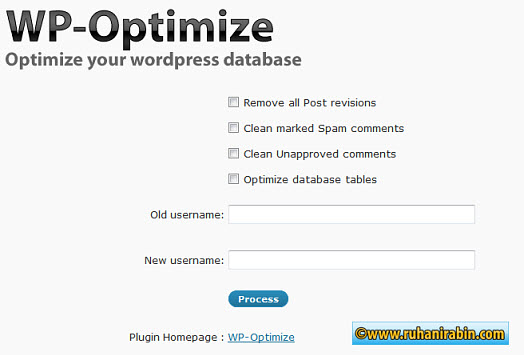 WP-Optimize
Optimize your wordpress database
Remove all Post revisions
Clean marked Spam comments
Clean Unapproved comments
Optimize database tables
Old username:
New username:
Process
Plugin Homepage : WP-Optimize
©www.ruhanirabin.com